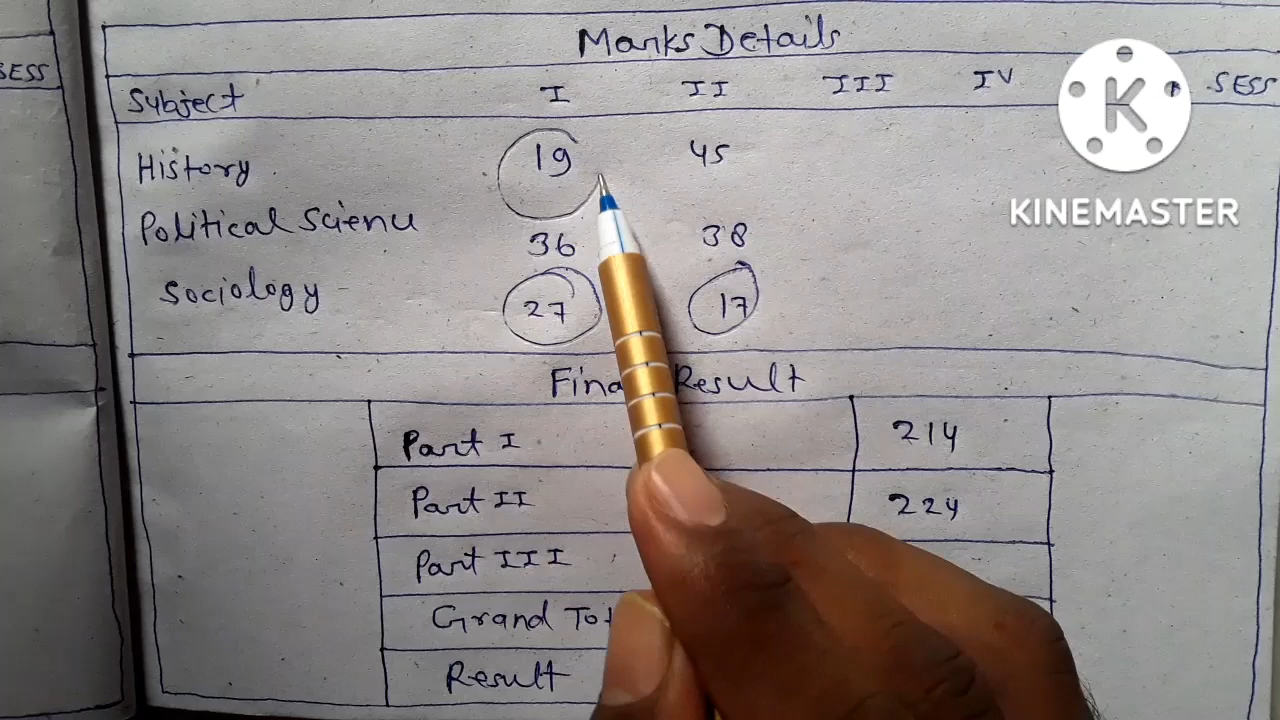 Marks Details
SESS
Subject I II III IV SESS
History 19 45
Political Scienu 36 38
Sociology 27 17
Final Result
Part I 214
Part II 224
Part III
Grand Tot
Result
K
KINEMASTER